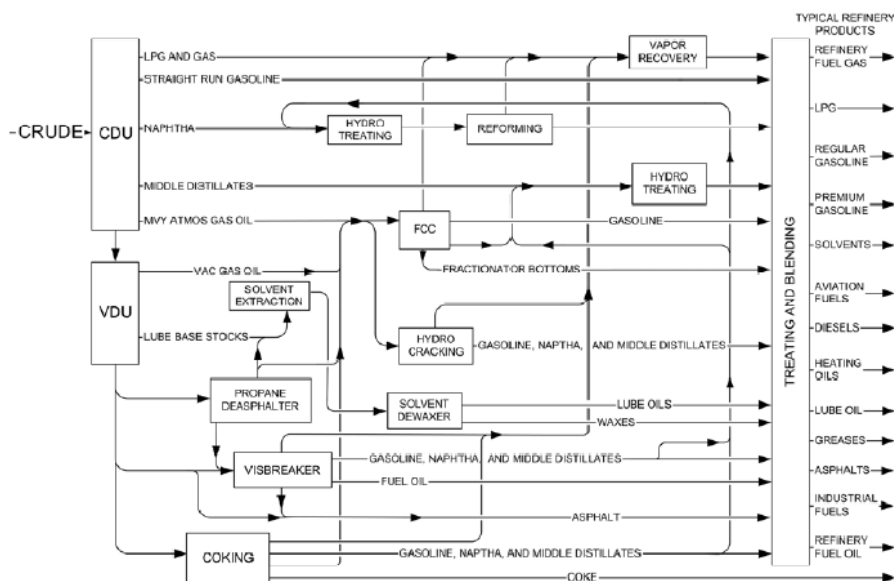 TYPICAL REFINERY
PRODUCTS
LPG AND GAS
VAPOR
RECOVERY
REFINERY
FUEL GAS
STRAIGHT RUN GASOLINE
LPG
-CRUDE
CDU
NAPHTHA
HYDRO
TREATING
REFORMING
REGULAR
GASOLINE
MIDDLE DISTILLATES
HYDRO
TREATING
PREMIUM
GASOLINE
MVY ATMOS GAS OIL
FCC
GASOLINE
SOLVENTS
VAC GAS OIL
FRACTIONATOR BOTTOMS
TREATING AND BLENDING
AVIATION
FUELS
VDU
SOLVENT
EXTRACTION
DIESELS
LUBE BASE STOCKS
HYDRO
CRACKING
GASOLINE, NAPTHA, AND MIDDLE DISTILLATES
HEATING
OILS
PROPANE
DEASPHALTER
SOLVENT
DEWAXER
LUBE OILS
WAXES
LUBE OIL
GREASES
VISBREAKER
GASOLINE, NAPHTHA, AND MIDDLE DISTILLATES
FUEL OIL
ASPHALTS
ASPHALT
INDUSTRIAL
FUELS
COKING
GASOLINE, NAPTHA, AND MIDDLE DISTILLATES
REFINERY
FUEL OIL
COKE